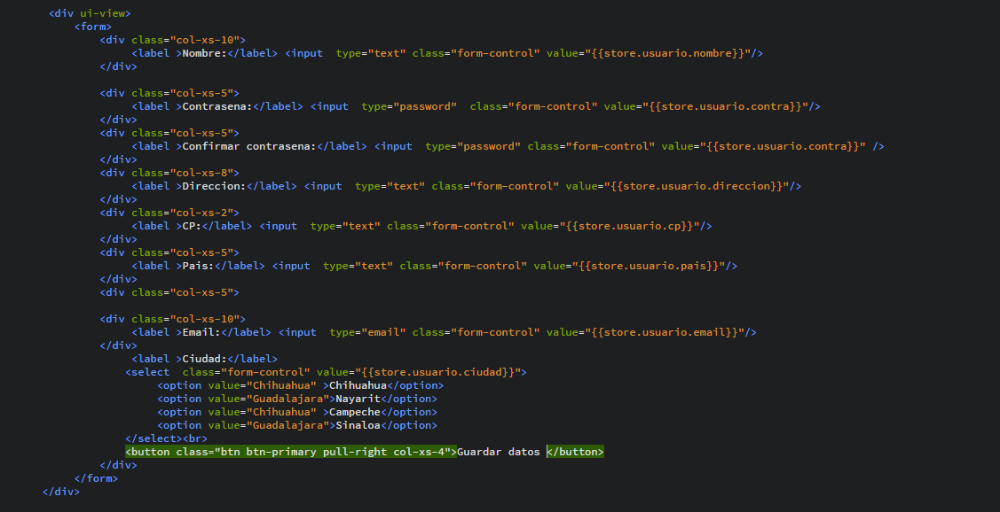 <div ui-view>
<form>
<div class="col-xs-10">
<label >Nombre:</label> <input  type="text" class="form-control" value="{{store.usuario.nombre}}"/>
</div>
<div class="col-xs-5">
<label >Contrasena:</label> <input  type="password"  class="form-control" value="{{store.usuario.contra}}"/>
</div>
<div class="col-xs-5">
<label >Confirmar contrasena:</label> <input  type="password" class="form-control" value="{{store.usuario.contra}}" />
</div>
<div class="col-xs-8">
<label >Direccion:</label> <input  type="text" class="form-control" value="{{store.usuario.direccion}}"/>
</div>
<div class="col-xs-2">
<label >CP:</label> <input  type="text" class="form-control" value="{{store.usuario.cp}}"/>
</div>
<div class="col-xs-5">
<label >Pais:</label> <input  type="text" class="form-control" value="{{store.usuario.pais}}"/>
</div>
<div class="col-xs-5">
<div class="col-xs-10">
<label >Email:</label> <input  type="email" class="form-control" value="{{store.usuario.email}}"/>
</div>
<label >Ciudad:</label>
<select  class="form-control" value="{{store.usuario.ciudad}}">
<option value="Chihuahua" >Chihuahua</option>
<option value="Guadalajara">Nayarit</option>
<option value="Chihuahua" >Campeche</option>
<option value="Guadalajara">Sinaloa</option>
</select><br>
<button class="btn btn-primary pull-right col-xs-4">Guardar datos </button>
</div>
</form>
</div>